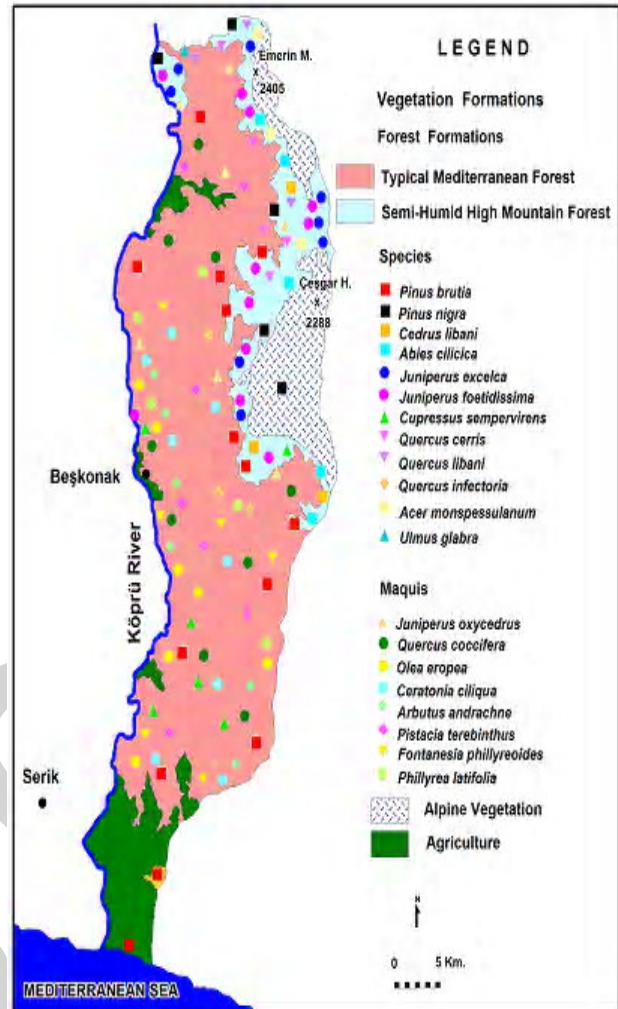 LEGEND
Emerin M.
x
2405
Vegetation Formations
Forest Formations
Typical Mediterranean Forest
Semi-Humid High Mountain Forest
Species
Pinus brutia
Pinus nigra
Cedrus libani
Abies cilicica
Juniperus excelca
Juniperus foetidissima
Cupressus sempervirens
Quercus cerris
Quercus libani
Quercus infectoria
Acer monspessulanum
Ulmus glabra
Çesgar H.
x
2288
Beşkonak
Köprü River
Maquis
Juniperus oxycedrus
Quercus coccifera
Olea eropea
Ceratonia ciliqua
Arbutus andrachne
Pistacia terebinthus
Fontanesia phillyreoides
Phillyrea latifolia
Alpine Vegetation
Agriculture
Serik
N
0 5 Km.
MEDITERRANEAN SEA